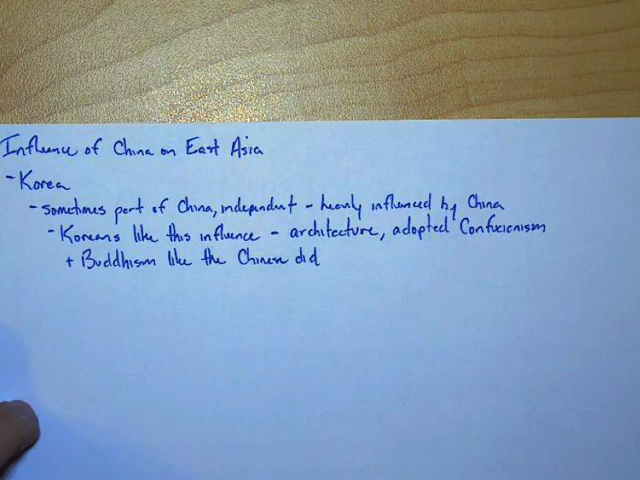 Influence of China on East Asia
- Korea
- sometimes part of China, independent - heavily influenced by China
- Koreans like this influence - architecture, adopted Confucionism
+ Buddhism like the Chinese did